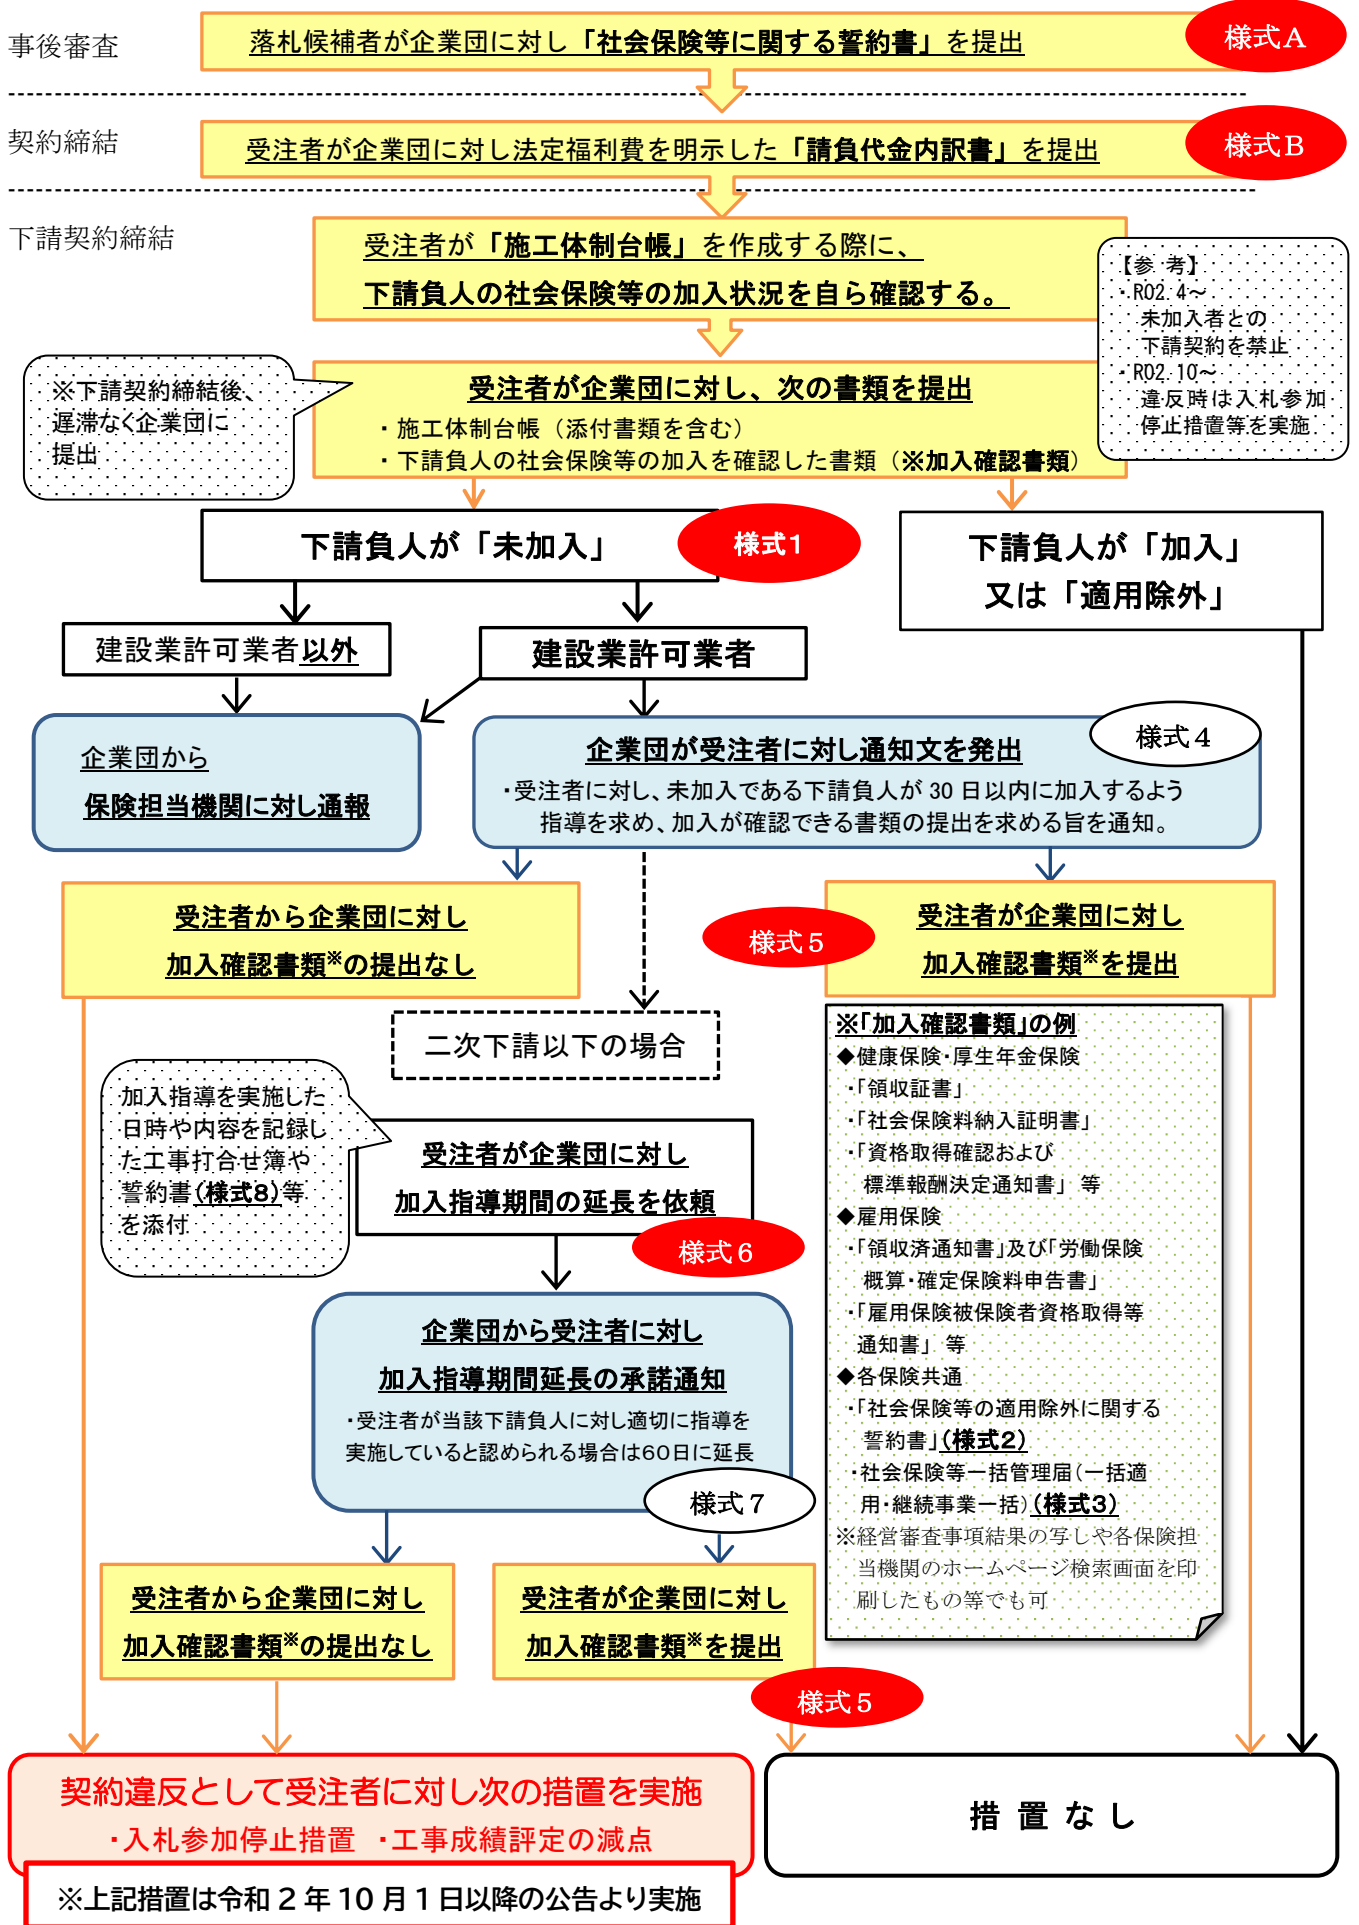 事後審査
落札候補者が企業団に対し「社会保険等に関する誓約書」を提出
様式A
契約締結
受注者が企業団に対し法定福利費を明示した「請負代金内訳書」を提出
様式B
下請契約締結
受注者が「施工体制台帳」を作成する際に、
下請負人の社会保険等の加入状況を自ら確認する。
【参 考】
・R02.4～
未加入者との
下請契約を禁止
・R02.10～
違反時は入札参加
停止措置等を実施
※下請契約締結後、
遅滞なく企業団に
提出
受注者が企業団に対し、次の書類を提出
・施工体制台帳（添付書類を含む）
・下請負人の社会保険等の加入を確認した書類（※加入確認書類）
下請負人が「未加入」
様式1
下請負人が「加入」
又は「適用除外」
建設業許可業者以外
建設業許可業者
企業団から
保険担当機関に対し通報
企業団が受注者に対し通知文を発出
様式４
・受注者に対し、未加入である下請負人が 30 日以内に加入するよう
指導を求め、加入が確認できる書類の提出を求める旨を通知。
受注者から企業団に対し
加入確認書類※の提出なし
様式５
受注者が企業団に対し
加入確認書類※を提出
二次下請以下の場合
加入指導を実施した
日時や内容を記録し
た工事打合せ簿や
誓約書(様式８)等
を添付
受注者が企業団に対し
加入指導期間の延長を依頼
様式６
企業団から受注者に対し
加入指導期間延長の承諾通知
・受注者が当該下請負人に対し適切に指導を
実施していると認められる場合は６０日に延長
様式７
※「加入確認書類」の例
◆健康保険・厚生年金保険
・「領収証書」
・「社会保険料納入証明書」
・「資格取得確認および
標準報酬決定通知書」 等
◆雇用保険
・「領収済通知書」及び「労働保険
概算・確定保険料申告書」
・「雇用保険被保険者資格取得等
通知書」 等
◆各保険共通
・「社会保険等の適用除外に関する
誓約書」(様式２)
・社会保険等一括管理届（一括適
用・継続事業一括）(様式３)
※経営審査事項結果の写しや各保険担
当機関のホームページ検索画面を印
刷したもの等でも可
受注者から企業団に対し
加入確認書類※の提出なし
受注者が企業団に対し
加入確認書類※を提出
様式５
契約違反として受注者に対し次の措置を実施
・入札参加停止措置 ・工事成績評定の減点
※上記措置は令和 2 年 10 月 1 日以降の公告より実施
措 置 な し